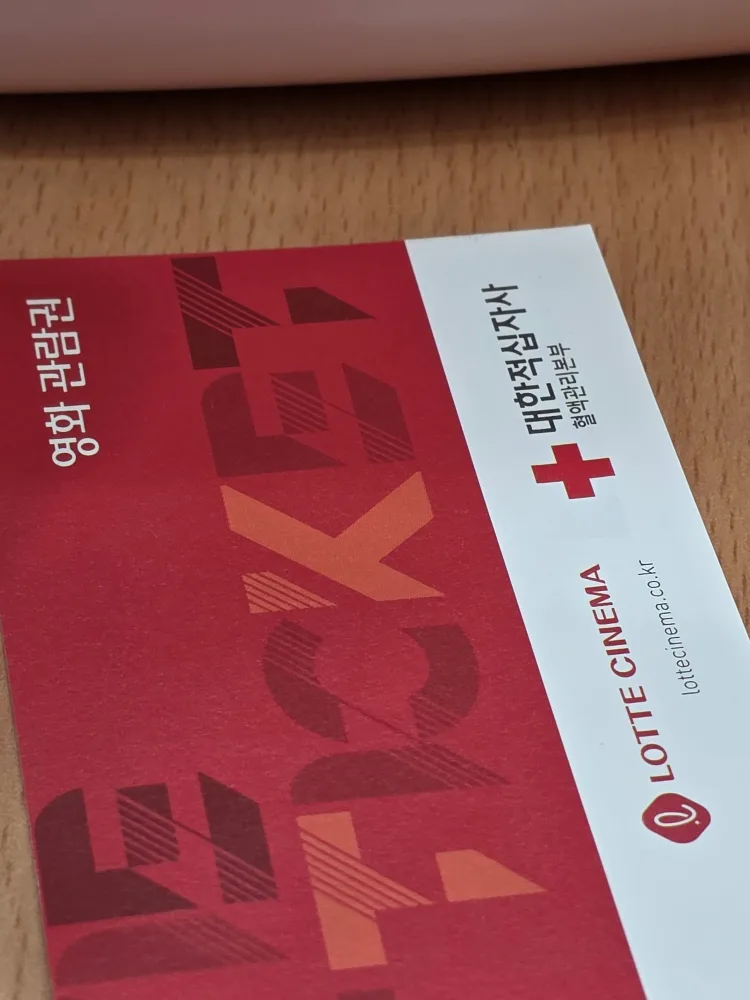 영화 관람권
TICKET
대한적십자사
혈액관리본부
LOTTE CINEMA
lottecinema.co.kr